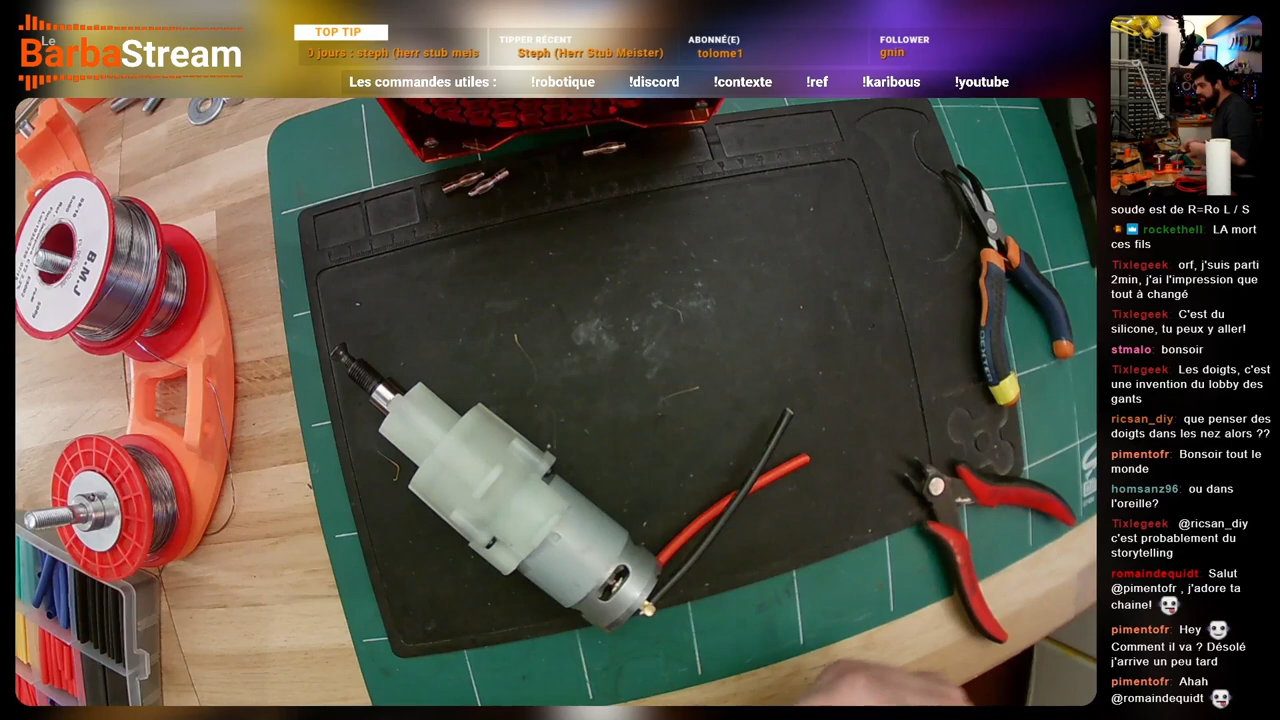 Le
BarbaStream
TOP TIP
0 jours : steph (herr stub meis
TIPPER RÉCENT
Steph (Herr Stub Meister)
ABONNÉ(E)
tolome1
FOLLOWER
gnin
Les commandes utiles : !robotique !discord !contexte !ref !karibous !youtube
B.M.J
DEXTER
soude est de R=Ro L / S
rockethell: LA mort
ces fils
Tixlegeek: orf, j'suis parti
2min, j'ai l'impression que
tout à changé
Tixlegeek: C'est du
silicone, tu peux y aller!
stmalo: bonsoir
Tixlegeek: Les doigts, c'est
une invention du lobby des
gants
ricsan_diy: que penser des
doigts dans les nez alors ??
pimentofr: Bonsoir tout le
monde
homsanz96: ou dans
l'oreille?
Tixlegeek: @ricsan_diy
c'est probablement du
storytelling
romaindequidt: Salut
@pimentofr , j'adore ta
chaine!
pimentofr: Hey
Comment il va ? Désolé
j'arrive un peu tard
pimentofr: Ahah
@romaindequidt